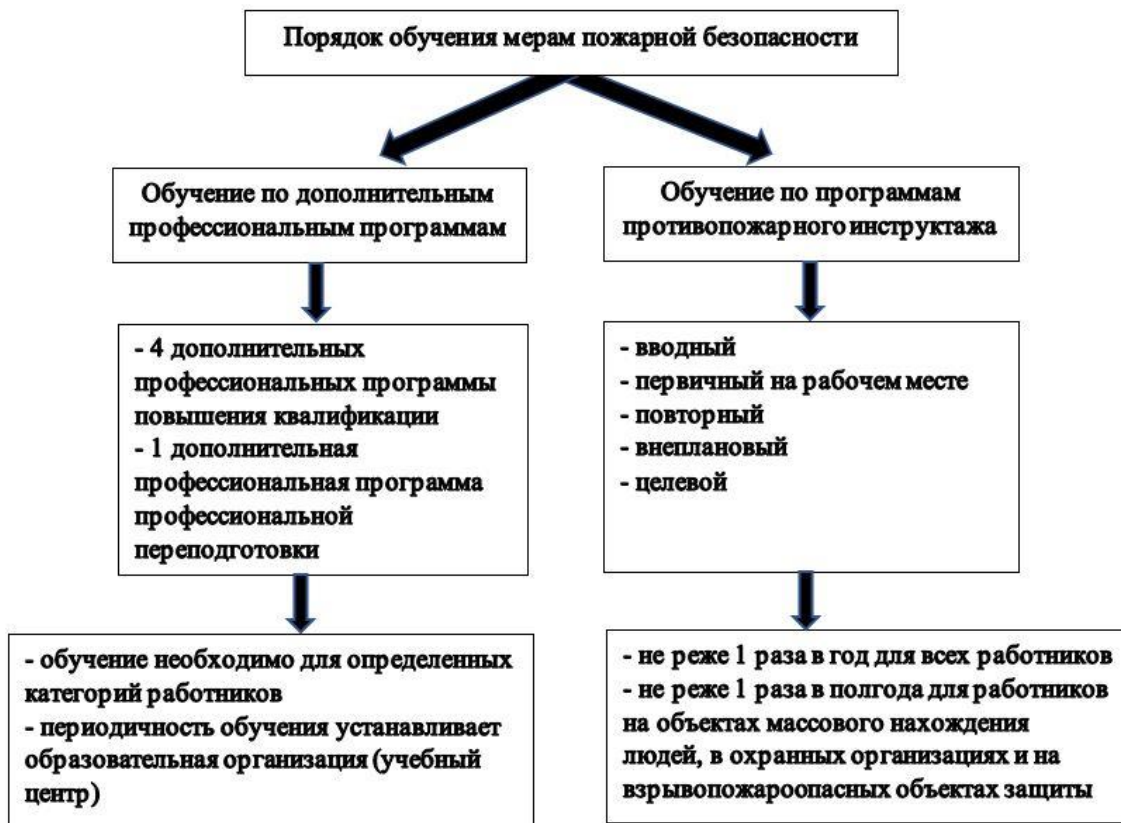 Порядок обучения мерам пожарной безопасности
Обучение по дополнительным
профессиональным программам
Обучение по программам
противопожарного инструктажа
- 4 дополнительных
профессиональных программы
повышения квалификации
- 1 дополнительная
профессиональная программа
профессиональной
переподготовки
- вводный
- первичный на рабочем месте
- повторный
- внеплановый
- целевой
- обучение необходимо для определенных
категорий работников
- периодичность обучения устанавливает
образовательная организация (учебный
центр)
- не реже 1 раза в год для всех работников
- не реже 1 раза в полгода для работников
на объектах массового нахождения
людей, в охранных организациях и на
взрывопожароопасных объектах защиты